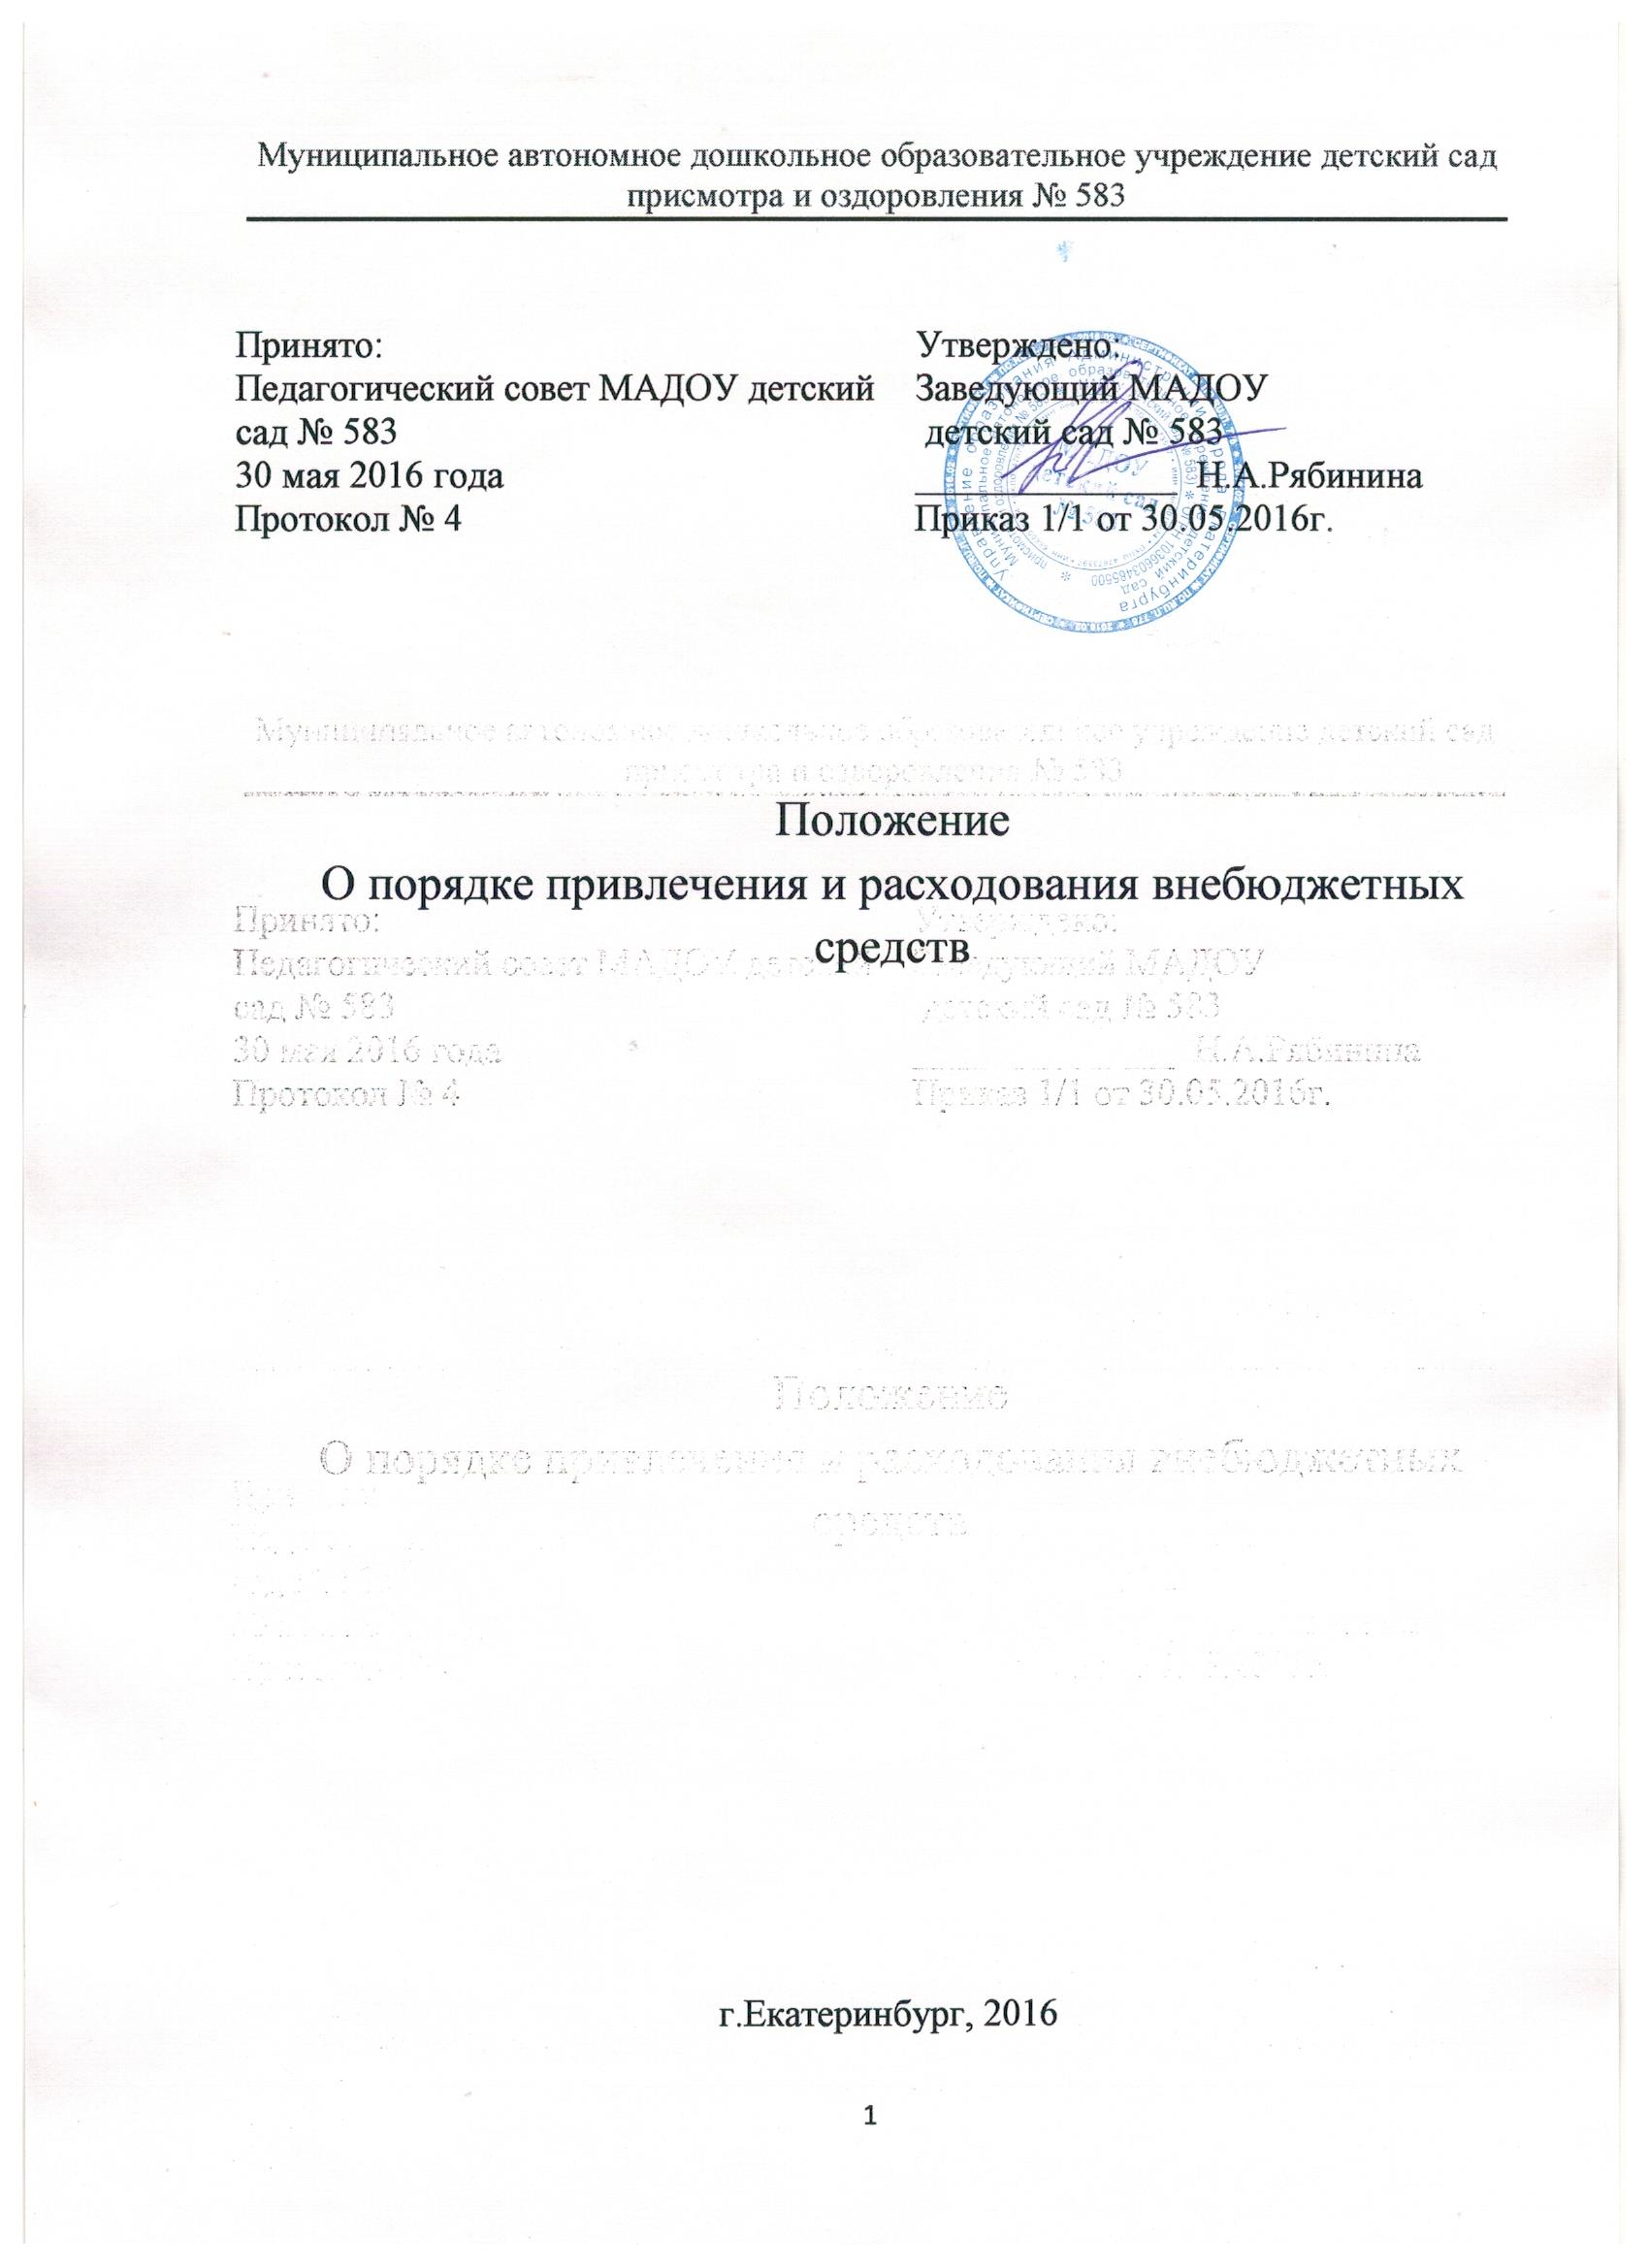 Муниципальное автономное дошкольное образовательное учреждение детский сад
присмотра и оздоровления № 583
Принято:
Педагогический совет МАДОУ детский
сад № 583
30 мая 2016 года
Протокол № 4
Утверждено:
Заведующий МАДОУ
детский сад № 583
Н.А.Рябинина
Приказ 1/1 от 30.05.2016г.
Положение
О порядке привлечения и расходования внебюджетных
средств
г.Екатеринбург, 2016
1